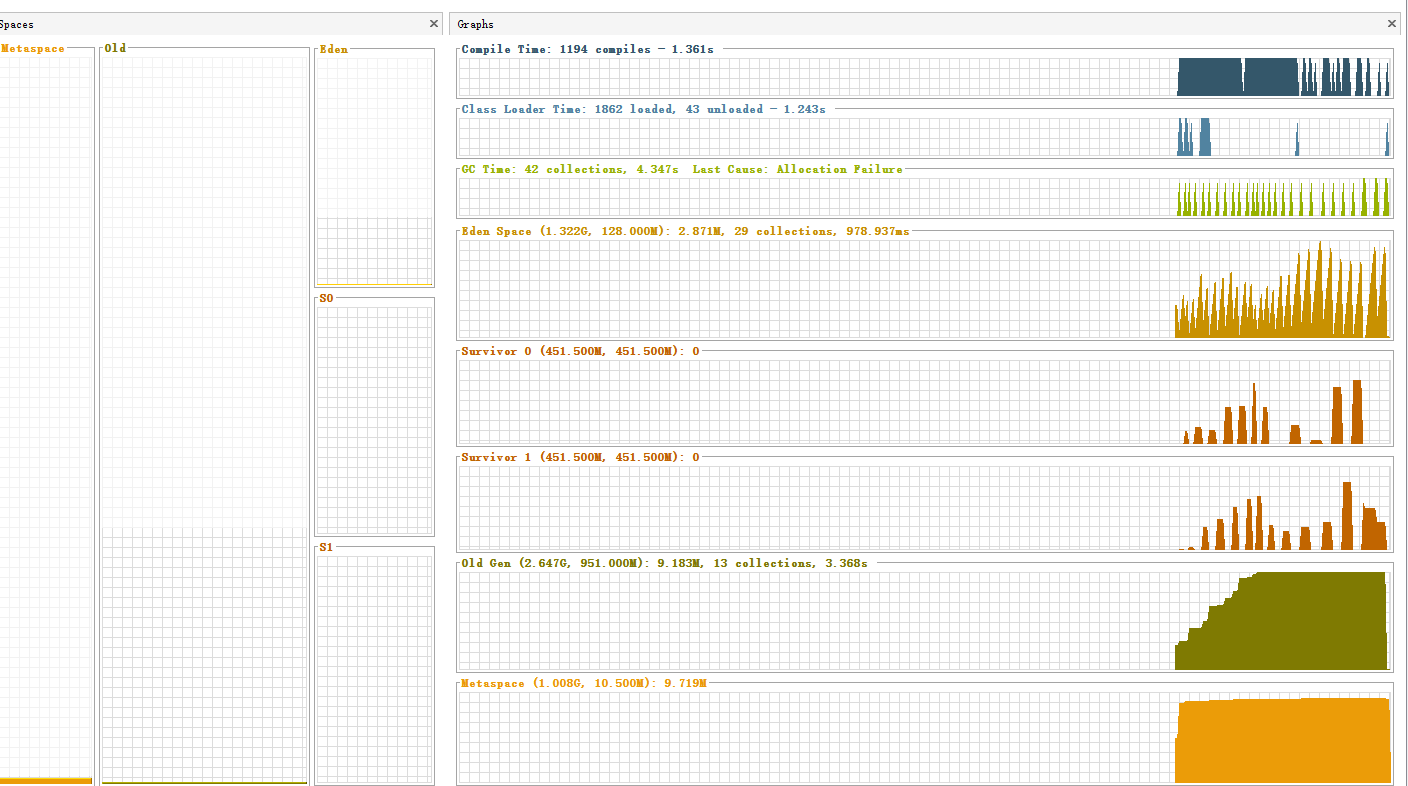 Spaces
Metaspace
Old
Eden
S0
S1
Graphs
Compile Time: 1194 compiles - 1.361s
Class Loader Time: 1862 loaded, 43 unloaded - 1.243s
GC Time: 42 collections, 4.347s  Last Cause: Allocation Failure
Eden Space (1.322G, 128.000M): 2.871M, 29 collections, 978.937ms
Survivor 0 (451.500M, 451.500M): 0
Survivor 1 (451.500M, 451.500M): 0
Old Gen (2.647G, 951.000M): 9.183M, 13 collections, 3.368s
Metaspace (1.008G, 10.500M): 9.719M